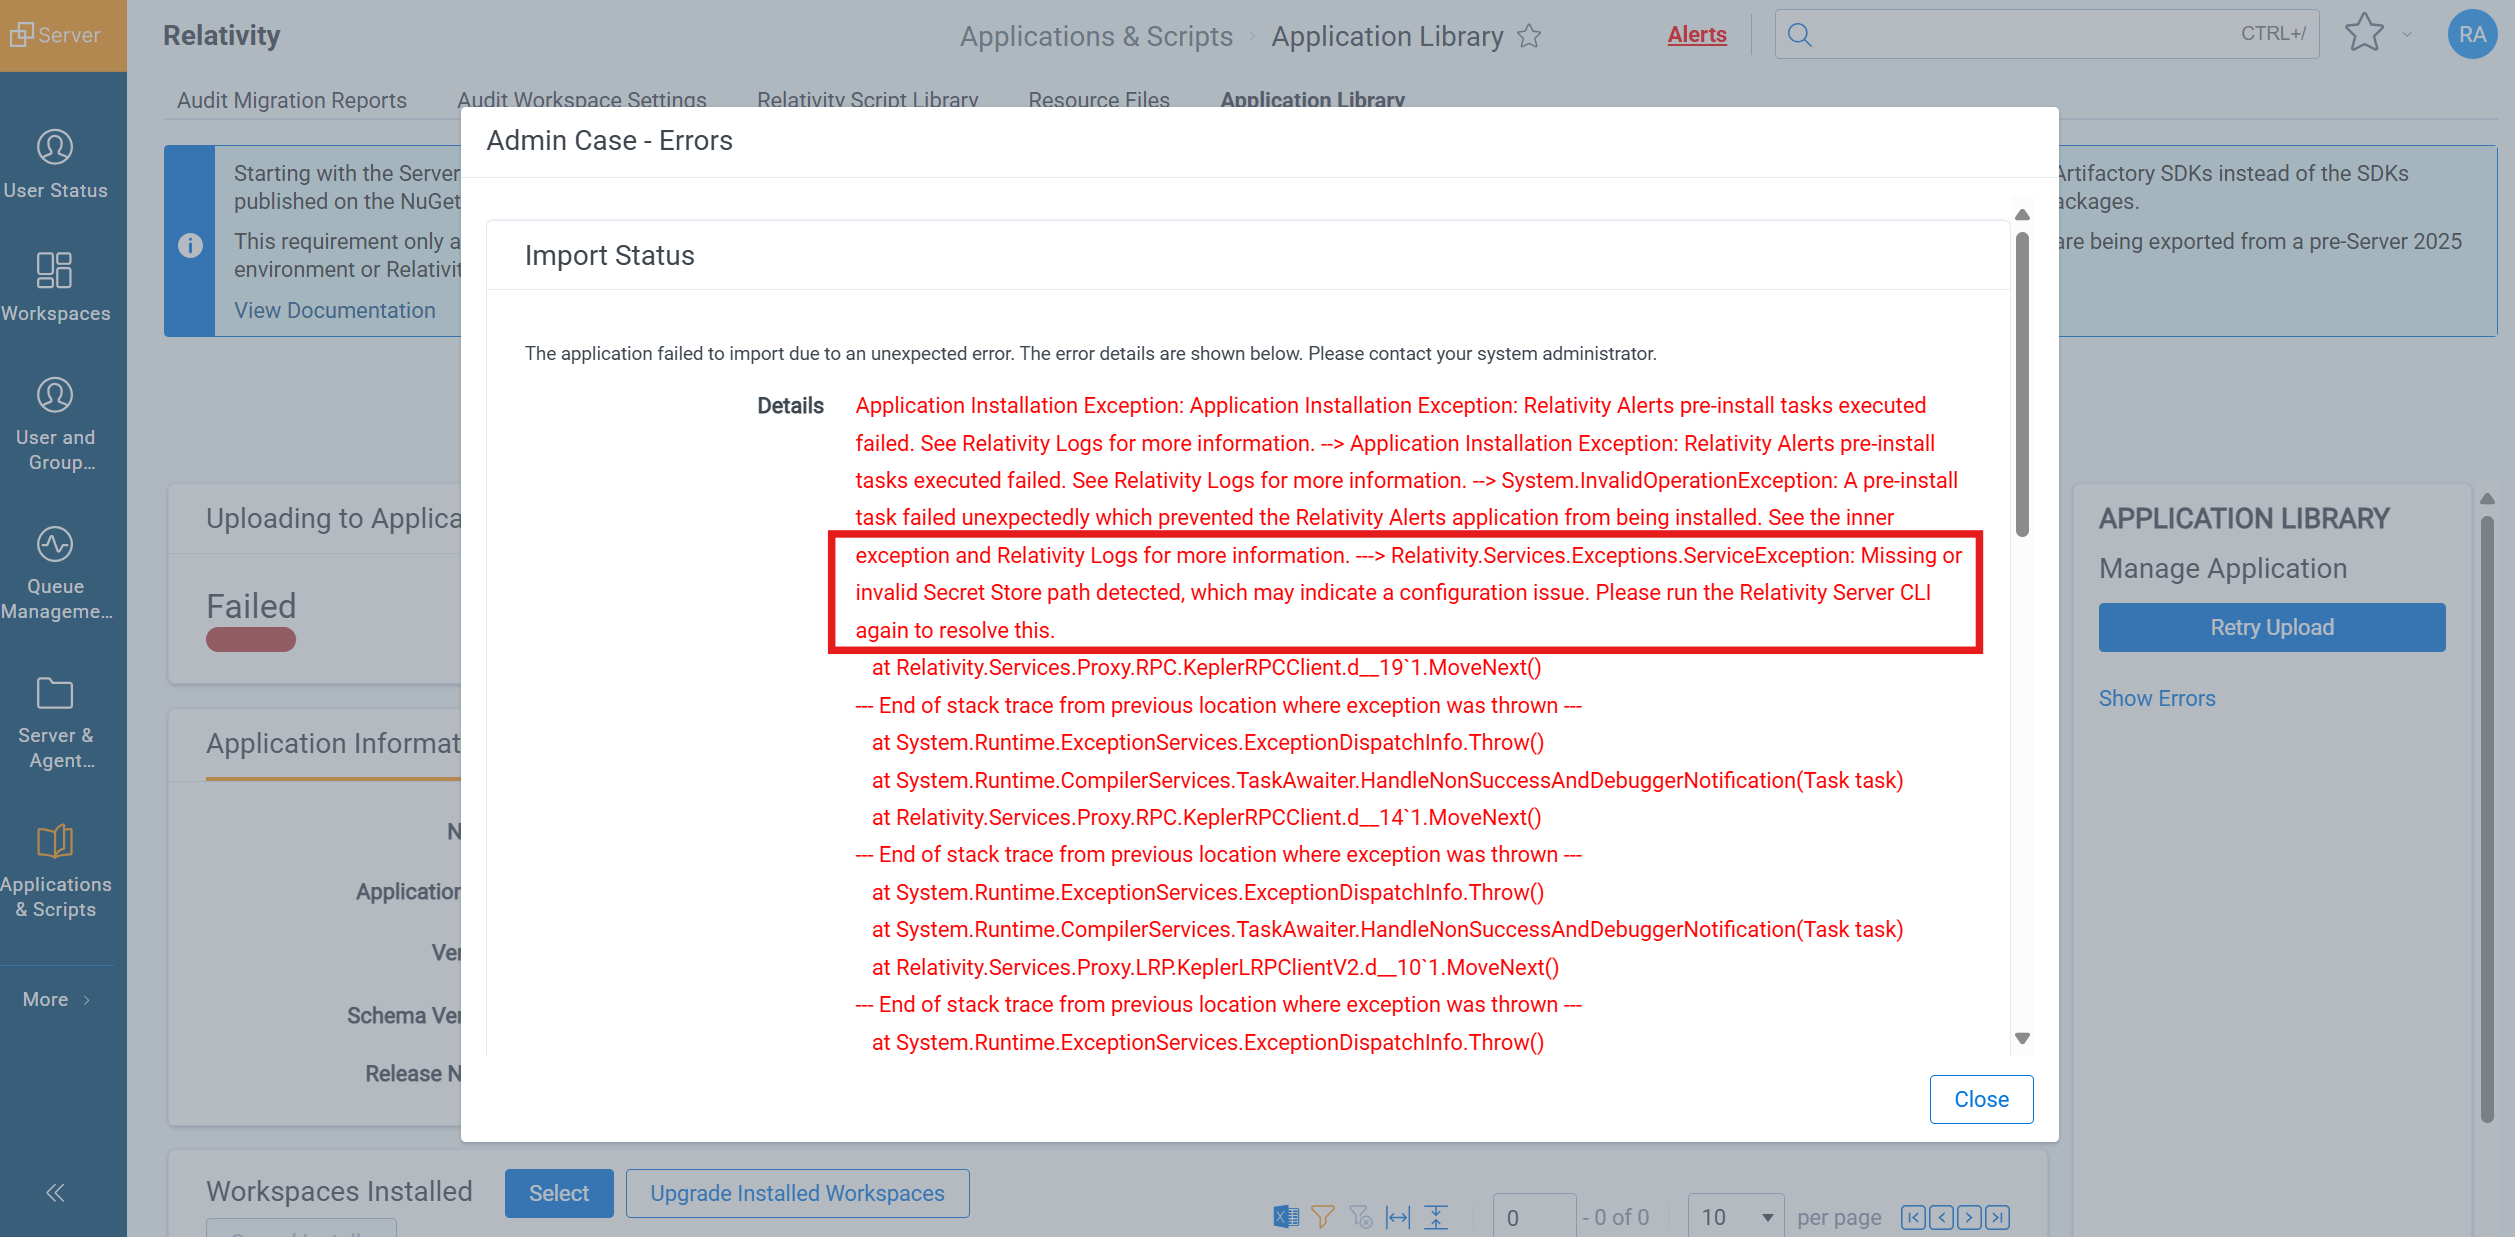 Server
Relativity
Applications & Scripts
Application Library
Alerts
CTRL+/
RA
Audit Migration Reports
Audit Workspace Settings
Relativity Script Library
Resource Files
Application Library
User Status
Workspaces
User and
Group...
Queue
Manageme...
Server &
Agent...
Applications
& Scripts
More
Starting with the Server
published on the NuGet
This requirement only a
environment or Relativit
View Documentation
Artifactory SDKs instead of the SDKs
ackages.
are being exported from a pre-Server 2025
Admin Case - Errors
Import Status
The application failed to import due to an unexpected error. The error details are shown below. Please contact your system administrator.
Details
Application Installation Exception: Application Installation Exception: Relativity Alerts pre-install tasks executed
failed. See Relativity Logs for more information. --> Application Installation Exception: Relativity Alerts pre-install
tasks executed failed. See Relativity Logs for more information. --> System.InvalidOperationException: A pre-install
task failed unexpectedly which prevented the Relativity Alerts application from being installed. See the inner
exception and Relativity Logs for more information. ---> Relativity.Services.Exceptions.ServiceException: Missing or
invalid Secret Store path detected, which may indicate a configuration issue. Please run the Relativity Server CLI
again to resolve this.
at Relativity.Services.Proxy.RPC.KeplerRPCClient.d__19`1.MoveNext()
--- End of stack trace from previous location where exception was thrown ---
at System.Runtime.ExceptionServices.ExceptionDispatchInfo.Throw()
at System.Runtime.CompilerServices.TaskAwaiter.HandleNonSuccessAndDebuggerNotification(Task task)
at Relativity.Services.Proxy.RPC.KeplerRPCClient.d__14`1.MoveNext()
--- End of stack trace from previous location where exception was thrown ---
at System.Runtime.ExceptionServices.ExceptionDispatchInfo.Throw()
at System.Runtime.CompilerServices.TaskAwaiter.HandleNonSuccessAndDebuggerNotification(Task task)
at Relativity.Services.Proxy.LRP.KeplerLRPClientV2.d__10`1.MoveNext()
--- End of stack trace from previous location where exception was thrown ---
at System.Runtime.ExceptionServices.ExceptionDispatchInfo.Throw()
Close
Uploading to Applica
Failed
Application Informat
N
Application
Ver
Schema Ver
Release N
APPLICATION LIBRARY
Manage Application
Retry Upload
Show Errors
Workspaces Installed
Select
Upgrade Installed Workspaces
0
- 0 of 0
10
per page